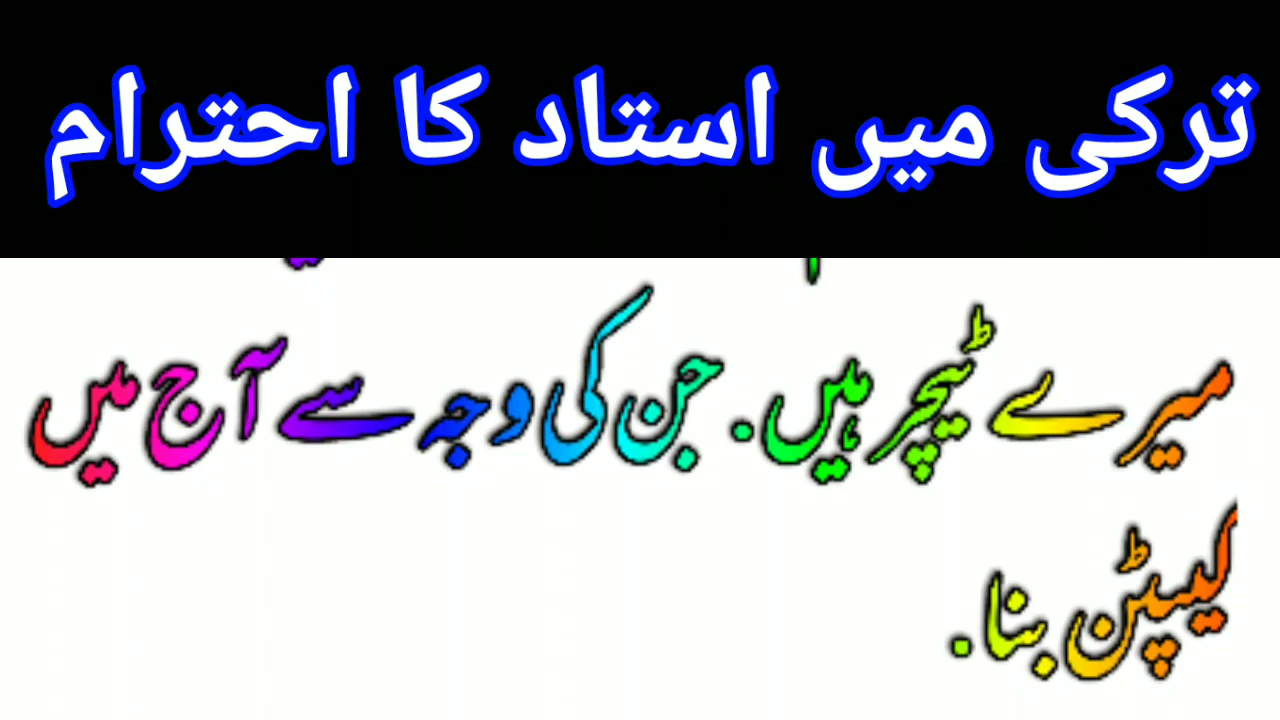 ترکی میں استاد کا احترام
میرے ٹیچر ہیں. جن کی وجہ سے آج میں
کیپٹن بنا.